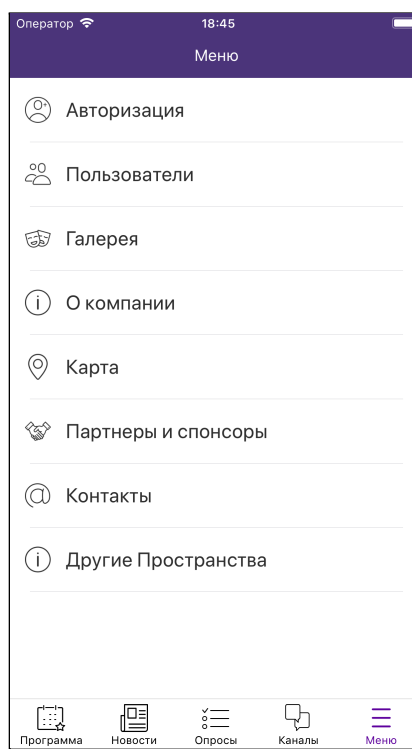 Оператор 18:45
Меню
Авторизация
Пользователи
Галерея
О компании
Карта
Партнеры и спонсоры
Контакты
Другие Пространства
Программа Новости Опросы Каналы Меню